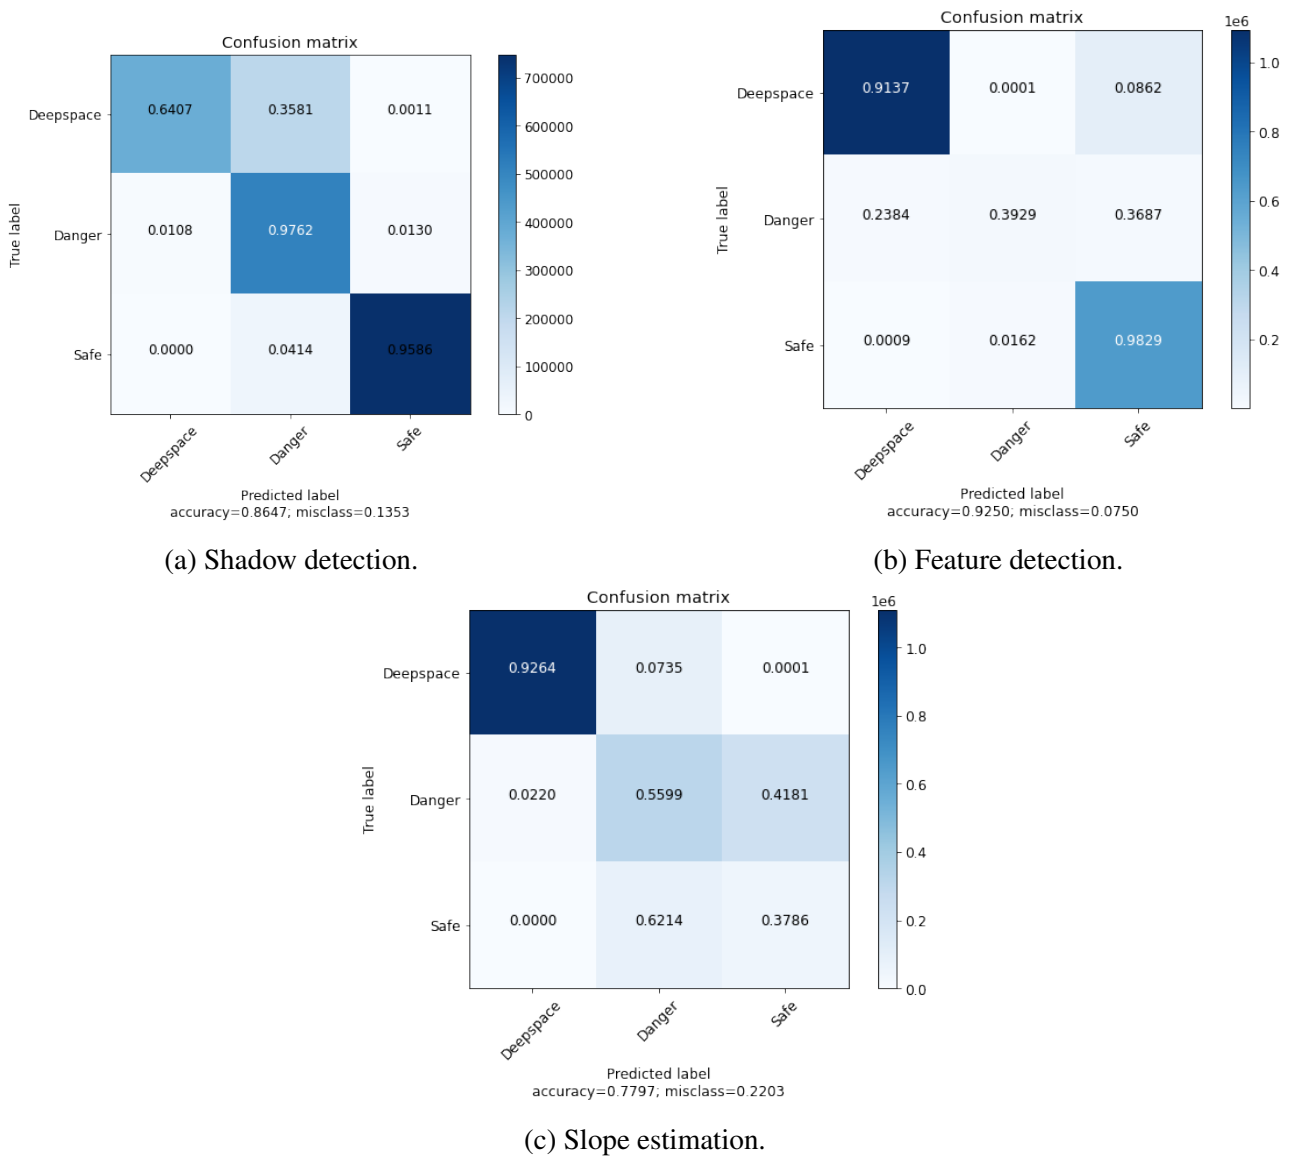 Confusion matrix
Deepspace
Danger
Safe
True label
0.6407 0.3581 0.0011
0.0108 0.9762 0.0130
0.0000 0.0414 0.9586
Deepspace Danger Safe
Predicted label
accuracy=0.8647; misclass=0.1353
700000
600000
500000
400000
300000
200000
100000
0
(a) Shadow detection.
Confusion matrix
1e6
Deepspace
Danger
Safe
True label
0.9137 0.0001 0.0862
0.2384 0.3929 0.3687
0.0009 0.0162 0.9829
Deepspace Danger Safe
Predicted label
accuracy=0.9250; misclass=0.0750
1.0
0.8
0.6
0.4
0.2
(b) Feature detection.
Confusion matrix
1e6
Deepspace
Danger
Safe
True label
0.9264 0.0735 0.0001
0.0220 0.5599 0.4181
0.0000 0.6214 0.3786
Deepspace Danger Safe
Predicted label
accuracy=0.7797; misclass=0.2203
1.0
0.8
0.6
0.4
0.2
0.0
(c) Slope estimation.